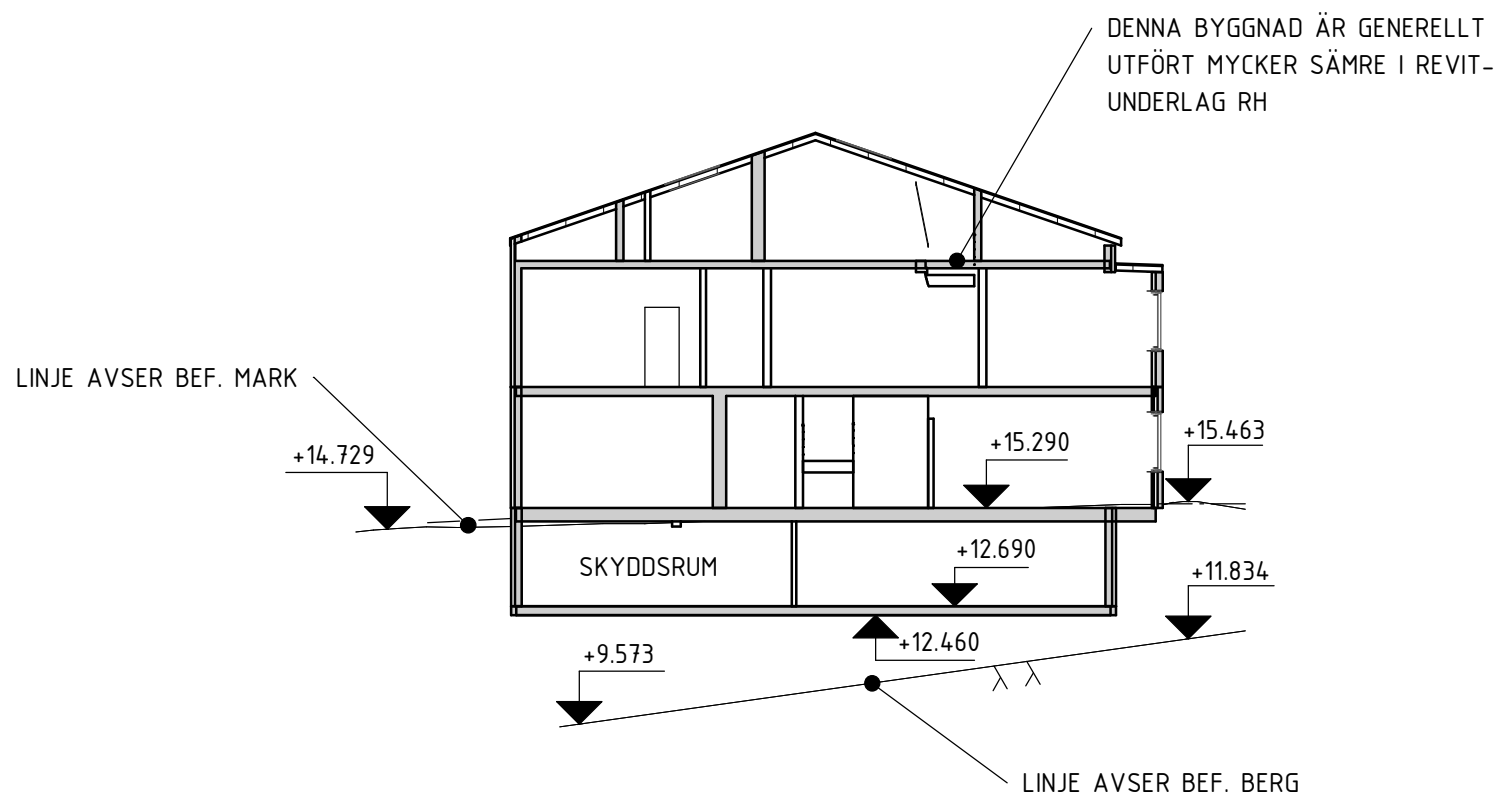 DENNA BYGGNAD ÄR GENERELLT
UTFÖRT MYCKER SÄMRE I REVIT-
UNDERLAG RH
LINJE AVSER BEF. MARK
+14.729
+15.290
+15.463
SKYDDSRUM
+12.690
+11.834
+12.460
+9.573
LINJE AVSER BEF. BERG